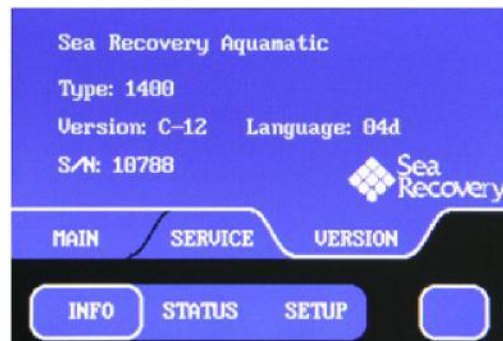 Sea Recovery Aquamatic
Type: 1400
Version: C-12 Language: 04d
S/N: 10788
Sea
Recovery
MAIN SERVICE VERSION
INFO STATUS SETUP